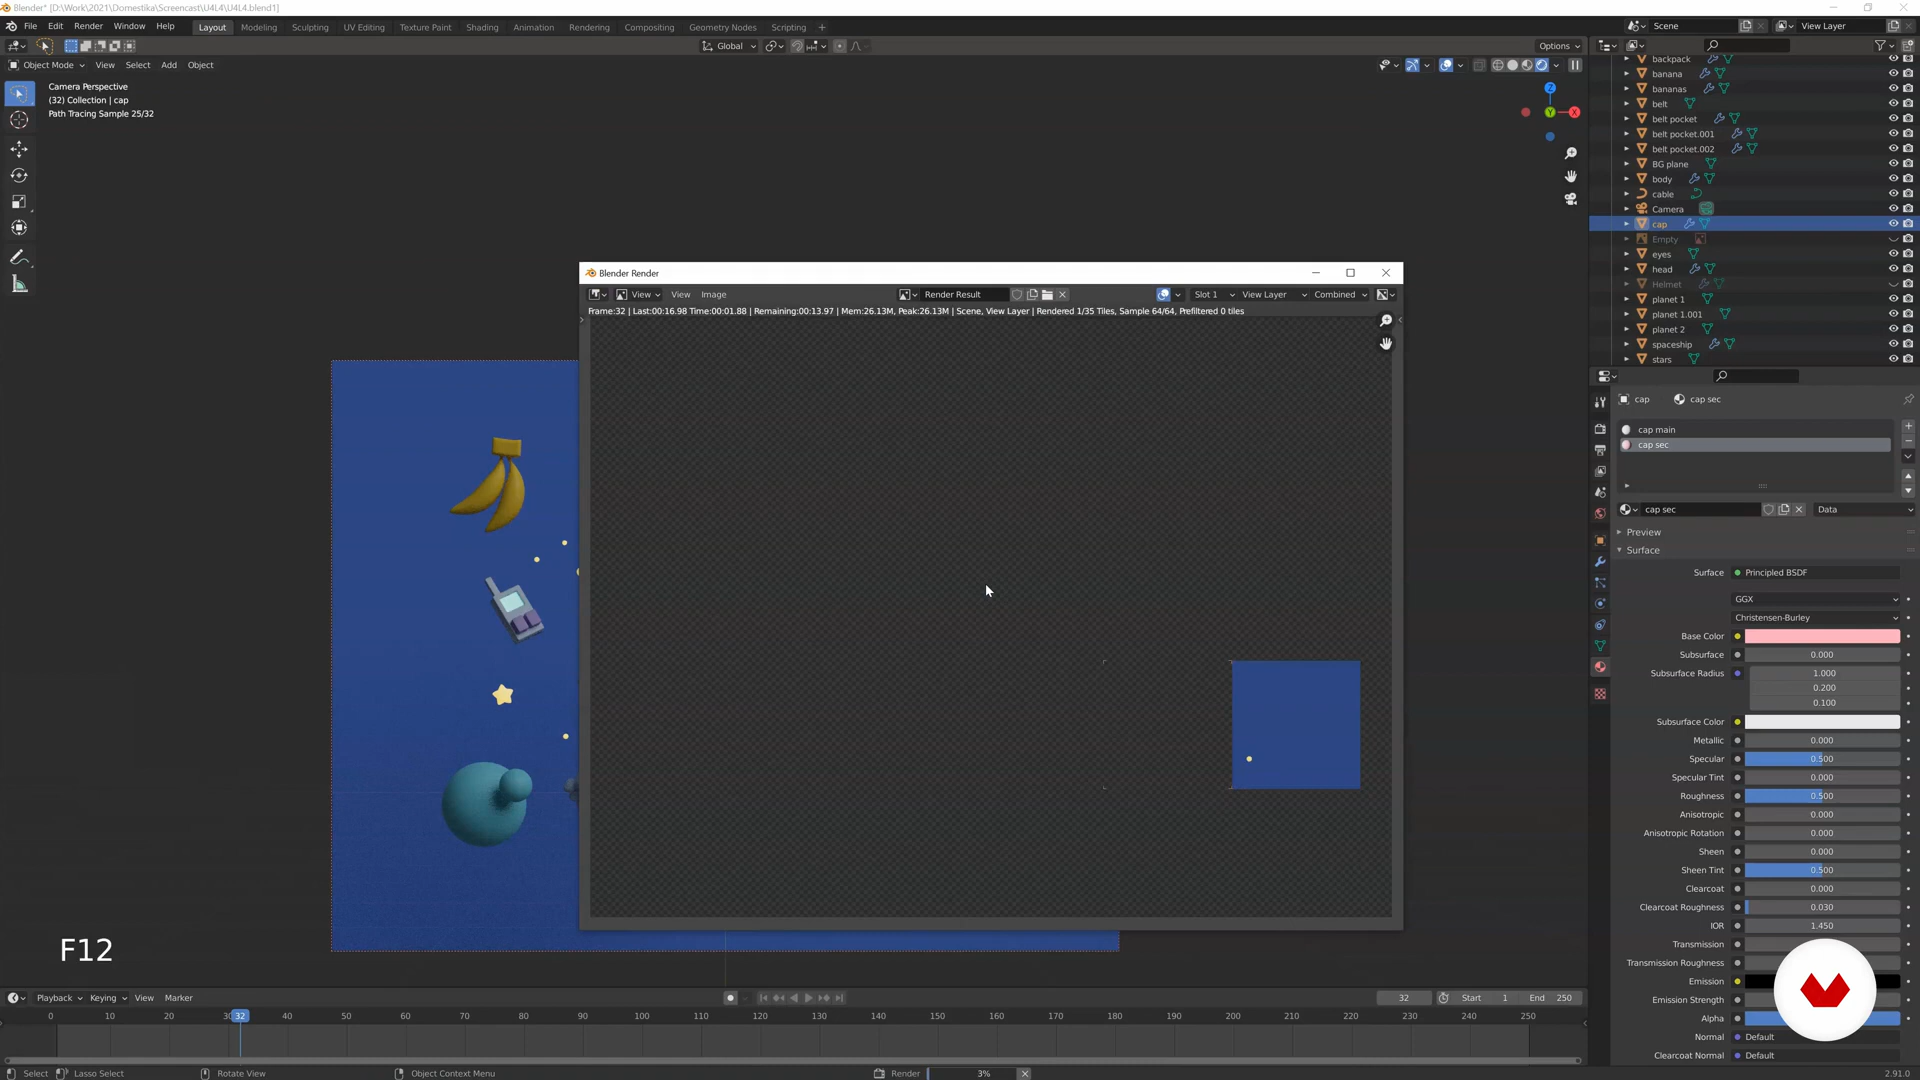 Blender* [D:\Work\2021\Domestika\Screencast\U4L4\U4L4.blend1]
File Edit Render Window Help Layout Modeling Sculpting UV Editing Texture Paint Shading Animation Rendering Compositing Geometry Nodes Scripting + Scene View Layer
Global Options
Object Mode View Select Add Object
Camera Perspective
(32) Collection | cap
Path Tracing Sample 25/32
Z
Y
X
backpack
banana
bananas
belt
belt pocket
belt pocket.001
belt pocket.002
BG plane
body
cable
Camera
cap
Empty
eyes
head
Helmet
planet 1
planet 1.001
planet 2
spaceship
stars
Blender Render
View View Image Render Result Slot 1 View Layer Combined
Frame:32 | Last:00:16.98 Time:00:01.88 | Remaining:00:13.97 | Mem:26.13M, Peak:26.13M | Scene, View Layer | Rendered 1/35 Tiles, Sample 64/64, Prefiltered 0 tiles
cap cap sec
cap main
cap sec
cap sec Data
Preview
Surface
Surface Principled BSDF
GGX
Christensen-Burley
Base Color
Subsurface 0.000
Subsurface Radius 1.000
0.200
0.100
Subsurface Color
Metallic 0.000
Specular 0.500
Specular Tint 0.000
Roughness 0.500
Anisotropic 0.000
Anisotropic Rotation 0.000
Sheen 0.000
Sheen Tint 0.500
Clearcoat 0.000
Clearcoat Roughness 0.030
IOR 1.450
Transmission
Transmission Roughness
Emission
Emission Strength
Alpha
Normal Default
Clearcoat Normal Default
F12
Playback Keying View Marker 32 Start 1 End 250
0 10 20 30 32 40 50 60 70 80 90 100 110 120 130 140 150 160 170 180 190 200 210 220 230 240 250
Select Lasso Select Rotate View Object Context Menu Render 3% 2.91.0